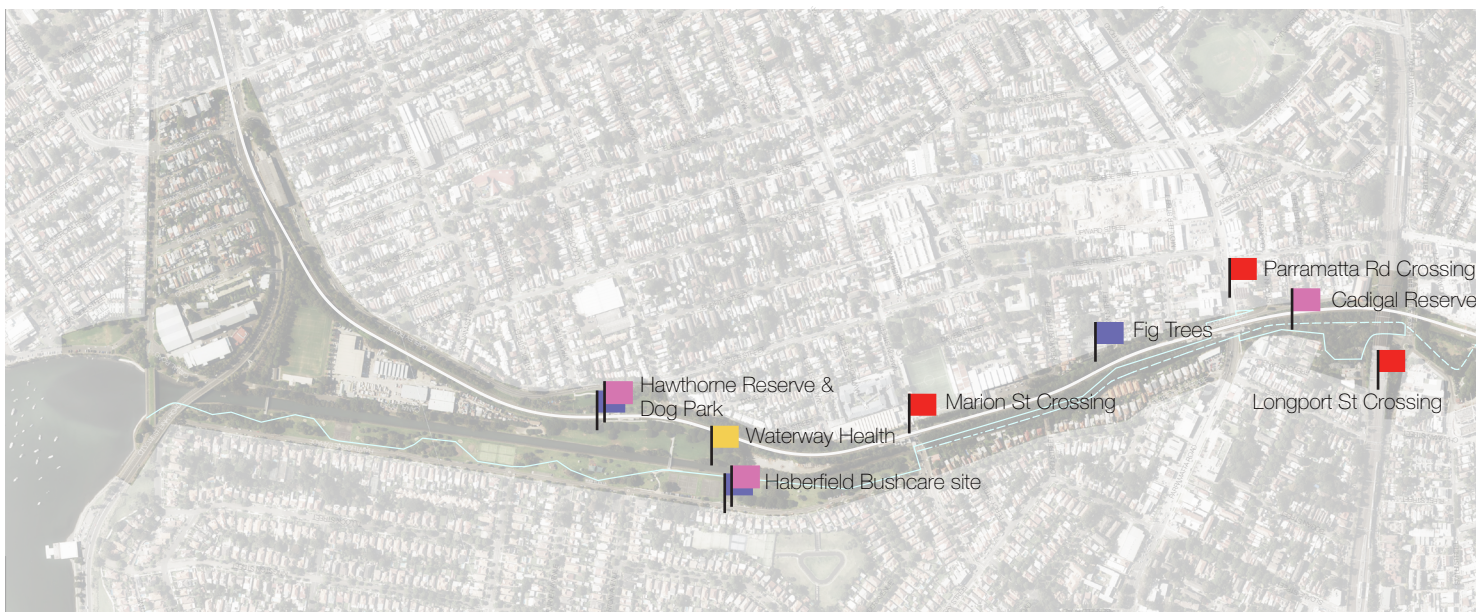 Parramatta Rd Crossing
Cadigal Reserve
Fig Trees
Hawthorne Reserve &
Dog Park
Marion St Crossing
Longport St Crossing
Waterway Health
Haberfield Bushcare site